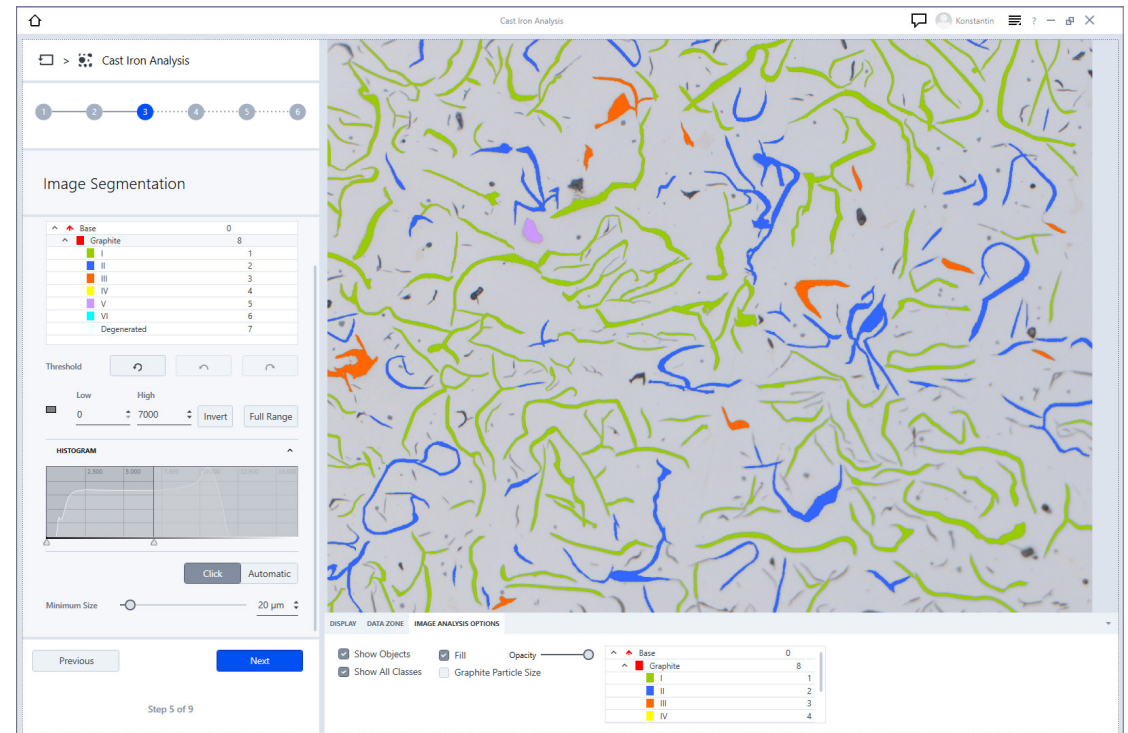 Cast Iron Analysis
Konstantin
?
> Cast Iron Analysis
1 2 3 4 5 6
Image Segmentation
Base 0
Graphite 8
I 1
II 2
III 3
IV 4
V 5
VI 6
Degenerated 7
Threshold
Low High
0 7000 Invert Full Range
HISTOGRAM
2,500 5,000 7,500
Click Automatic
Minimum Size 20 µm
Previous Next
Step 5 of 9
DISPLAY DATA ZONE IMAGE ANALYSIS OPTIONS
Show Objects Fill Opacity
Show All Classes Graphite Particle Size
Base 0
Graphite 8
I 1
II 2
III 3
IV 4